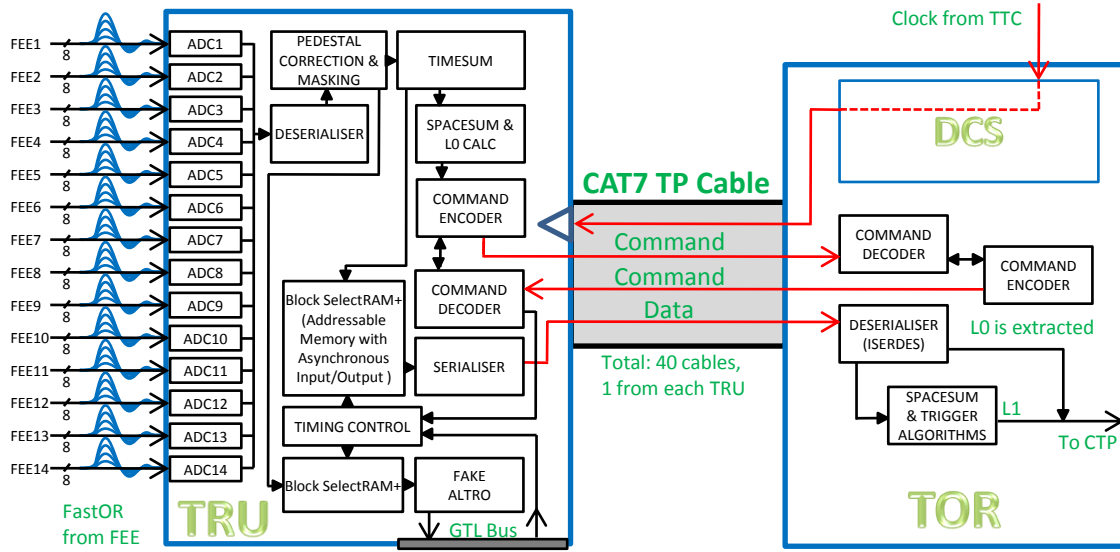 Clock from TTC
FEE1
8
ADC1
FEE2
8
ADC2
FEE3
8
ADC3
FEE4
8
ADC4
FEE5
8
ADC5
FEE6
8
ADC6
FEE7
8
ADC7
FEE8
8
ADC8
FEE9
8
ADC9
FEE10
8
ADC10
FEE11
8
ADC11
FEE12
8
ADC12
FEE13
8
ADC13
FEE14
8
ADC14
FastOR
from FEE
TRU
PEDESTAL
CORRECTION &
MASKING
TIMESUM
DESERIALISER
SPACESUM &
L0 CALC
COMMAND
ENCODER
COMMAND
DECODER
Block SelectRAM+
(Addressable
Memory with
Asynchronous
Input/Output )
SERIALISER
TIMING CONTROL
Block SelectRAM+
FAKE
ALTRO
GTL Bus
CAT7 TP Cable
Command
Command
Data
Total: 40 cables,
1 from each TRU
DCS
COMMAND
DECODER
COMMAND
ENCODER
DESERIALISER
(ISERDES)
L0 is extracted
SPACESUM
& TRIGGER
ALGORITHMS
L1
To CTP
TOR